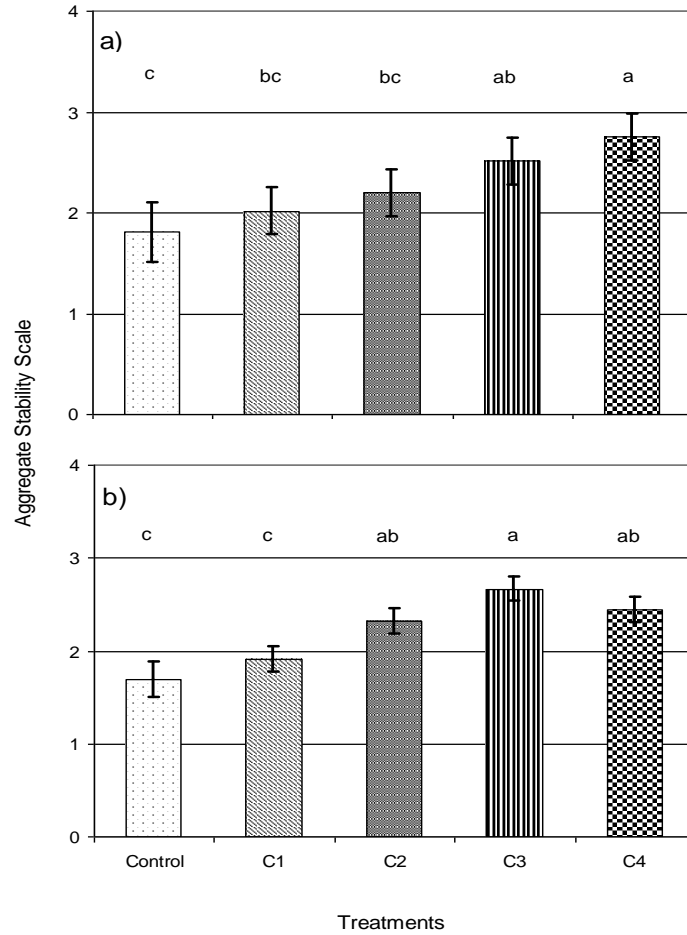 4
a)
c bc bc ab a
3
2
1
0
Aggregate Stability Scale
4
b)
c c ab a ab
3
2
1
0
Control C1 C2 C3 C4
Treatments